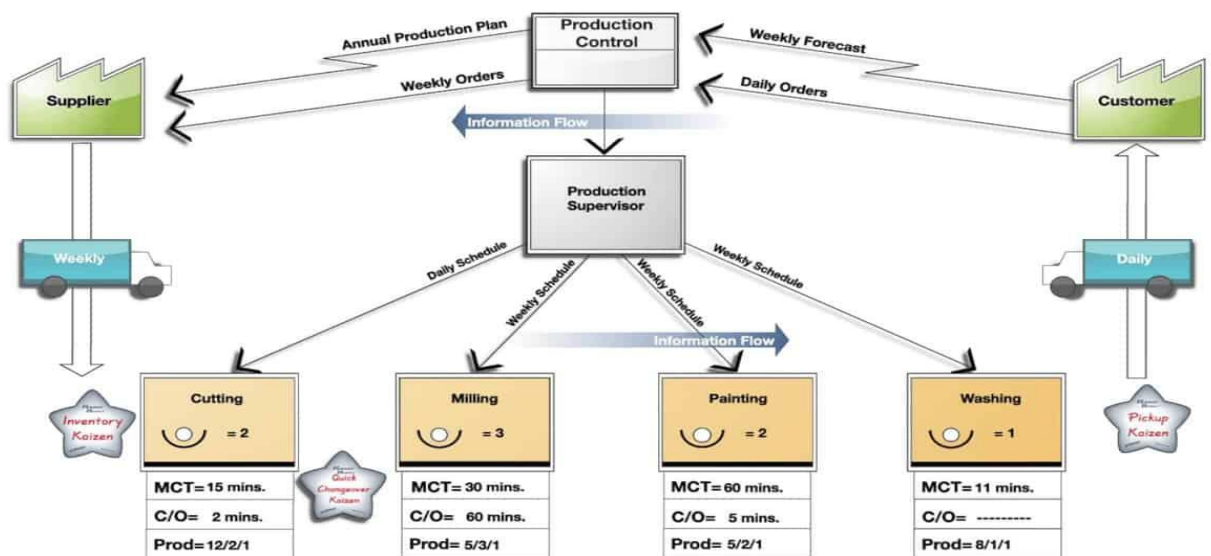 Production
Control
Annual Production Plan
Weekly Forecast
Supplier
Weekly Orders
Daily Orders
Customer
Information Flow
Production
Supervisor
Weekly
Daily Schedule
Weekly Schedule
Weekly Schedule
Weekly Schedule
Daily
Information Flow
Inventory
Kaizen
Cutting
= 2
Quick
Changeover
Kaizen
Milling
= 3
Painting
= 2
Washing
= 1
Pickup
Kaizen
MCT= 15 mins.
C/O= 2 mins.
Prod= 12/2/1
MCT= 30 mins.
C/O= 60 mins.
Prod= 5/3/1
MCT= 60 mins.
C/O= 5 mins.
Prod= 5/2/1
MCT= 11 mins.
C/O= ---------
Prod= 8/1/1